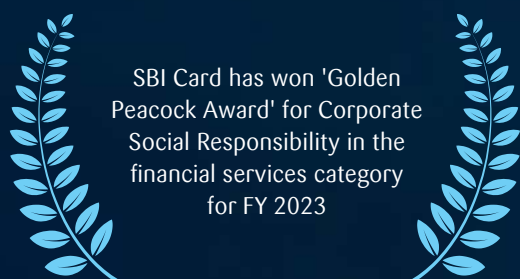 SBI Card has won 'Golden
Peacock Award' for Corporate
Social Responsibility in the
financial services category
for FY 2023